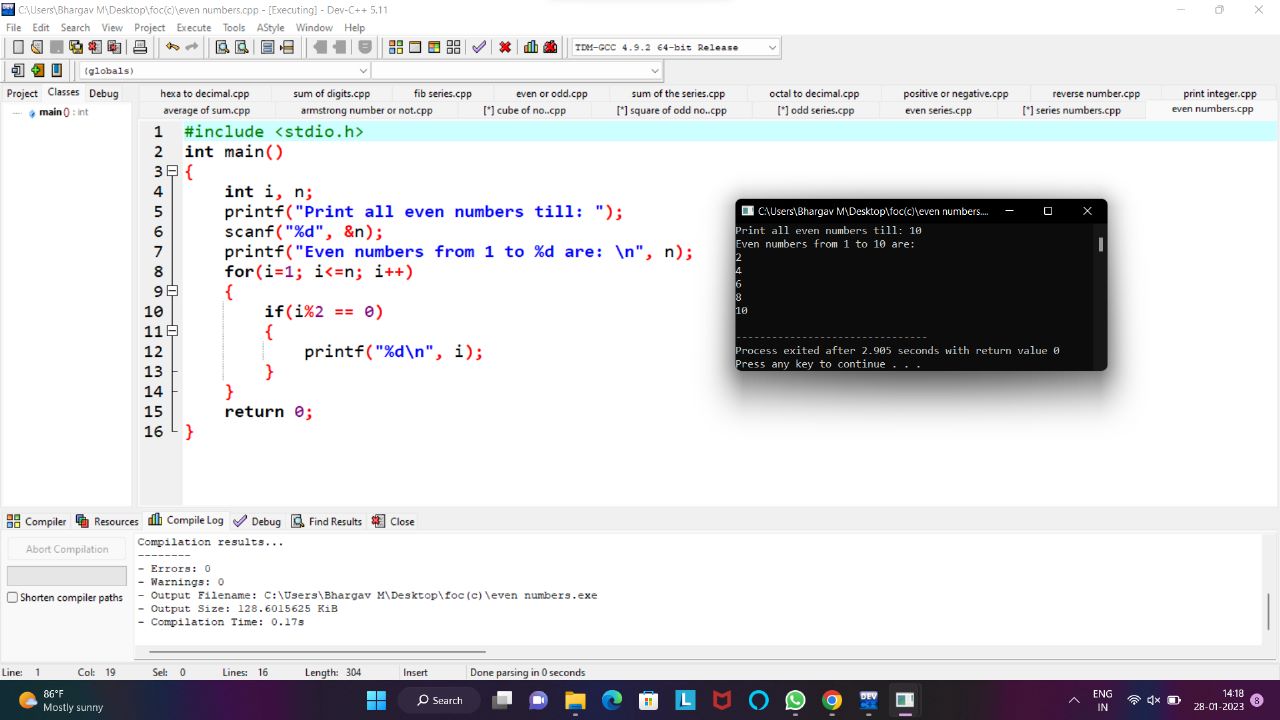 C:\Users\Bhargav M\Desktop\foc(c)\even numbers.cpp - [Executing] - Dev-C++ 5.11
File Edit Search View Project Execute Tools AStyle Window Help
TDM-GCC 4.9.2 64-bit Release
(globals)
Project Classes Debug
hexa to decimal.cpp sum of digits.cpp fib series.cpp even or odd.cpp sum of the series.cpp octal to decimal.cpp positive or negative.cpp reverse number.cpp print integer.cpp
average of sum.cpp armstrong number or not.cpp [*] cube of no..cpp [*] square of odd no..cpp [*] odd series.cpp even series.cpp [*] series numbers.cpp even numbers.cpp
main() : int
1 #include <stdio.h>
2 int main()
3 {
4 int i, n;
5 printf("Print all even numbers till: ");
6 scanf("%d", &n);
7 printf("Even numbers from 1 to %d are: \n", n);
8 for(i=1; i<=n; i++)
9 {
10 if(i%2 == 0)
11 {
12 printf("%d\n", i);
13 }
14 }
15 return 0;
16 }
C:\Users\Bhargav M\Desktop\foc(c)\even numbers....
Print all even numbers till: 10
Even numbers from 1 to 10 are:
2
4
6
8
10
--------------------------------
Process exited after 2.905 seconds with return value 0
Press any key to continue . . .
Compiler Resources Compile Log Debug Find Results Close
Abort Compilation
Shorten compiler paths
Compilation results...
--------
- Errors: 0
- Warnings: 0
- Output Filename: C:\Users\Bhargav M\Desktop\foc(c)\even numbers.exe
- Output Size: 128.6015625 KiB
- Compilation Time: 0.17s
Line: 1 Col: 19 Sel: 0 Lines: 16 Length: 304 Insert Done parsing in 0 seconds
86°F
Mostly sunny
Search
ENG
IN
14:18
28-01-2023
8